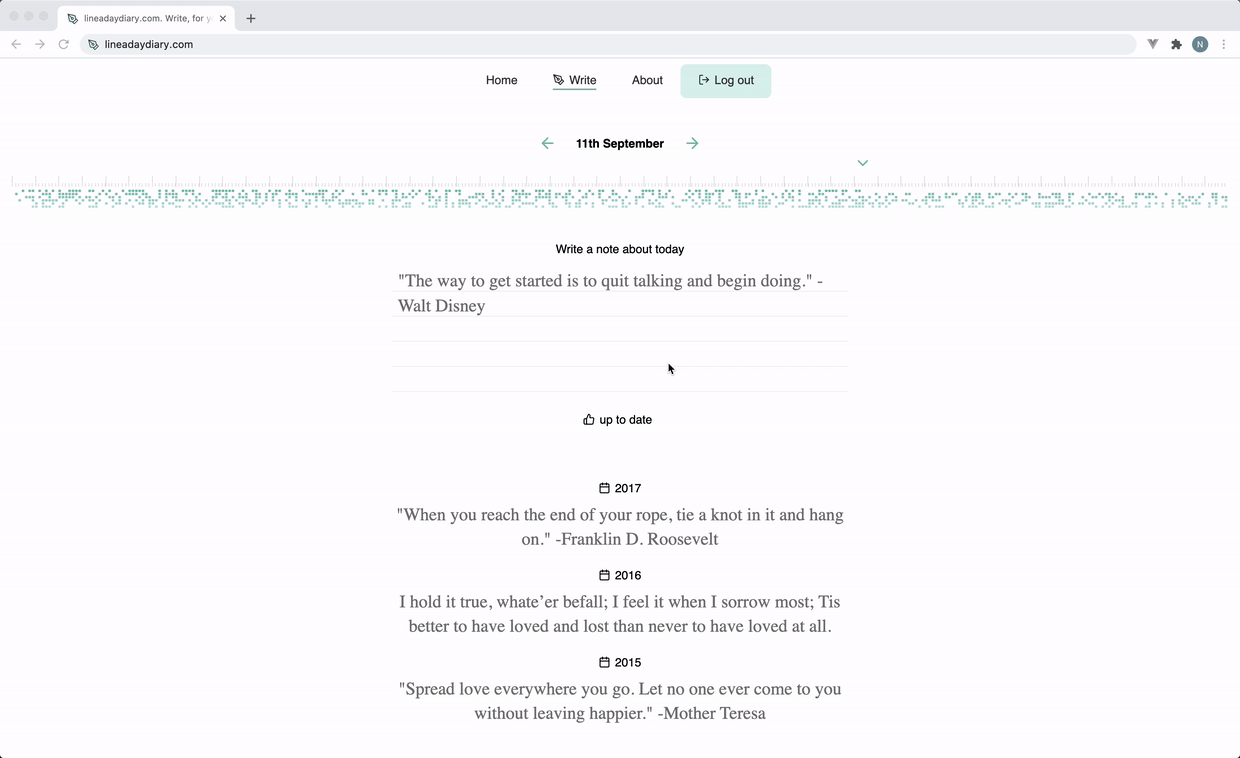 lineadaydiary.com. Write, for y
lineadaydiary.com
N
Home
Write
About
Log out
11th September
Write a note about today
"The way to get started is to quit talking and begin doing." -
Walt Disney
up to date
2017
"When you reach the end of your rope, tie a knot in it and hang
on." -Franklin D. Roosevelt
2016
I hold it true, whate’er befall; I feel it when I sorrow most; Tis
better to have loved and lost than never to have loved at all.
2015
"Spread love everywhere you go. Let no one ever come to you
without leaving happier." -Mother Teresa